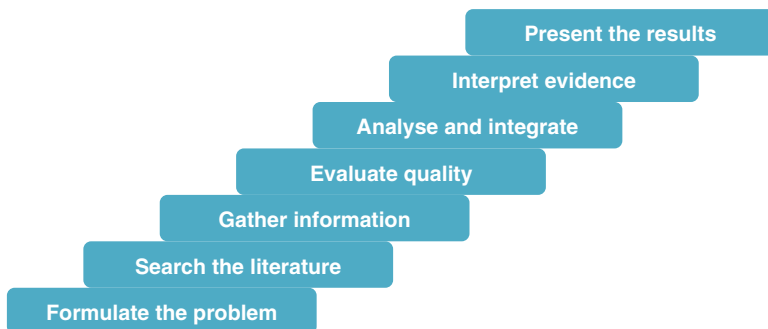 Present the results
Interpret evidence
Analyse and integrate
Evaluate quality
Gather information
Search the literature
Formulate the problem